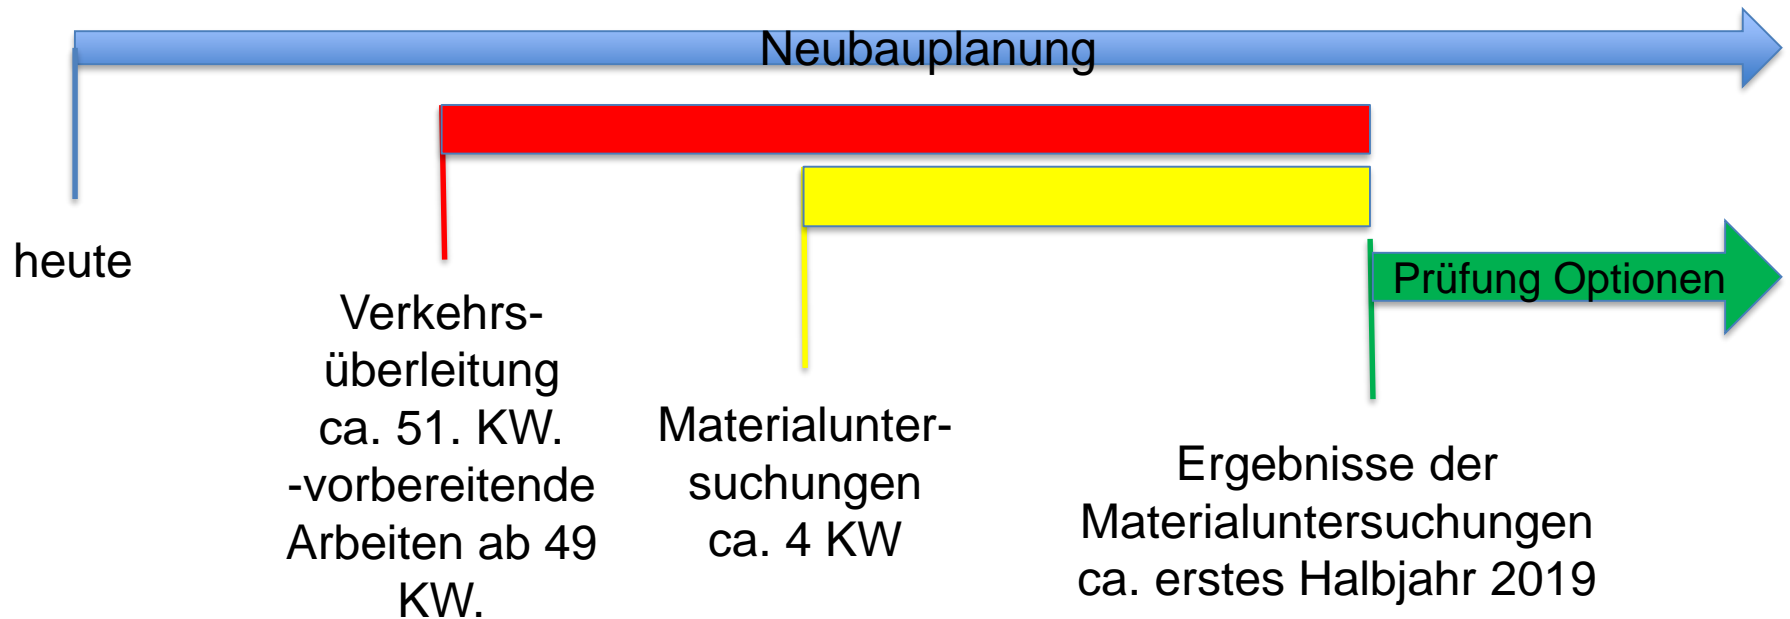 Neubauplanung
heute
Prüfung Optionen
Verkehrs-
überleitung
ca. 51. KW.
-vorbereitende
Arbeiten ab 49
KW.
Materialunter-
suchungen
ca. 4 KW
Ergebnisse der
Materialuntersuchungen
ca. erstes Halbjahr 2019